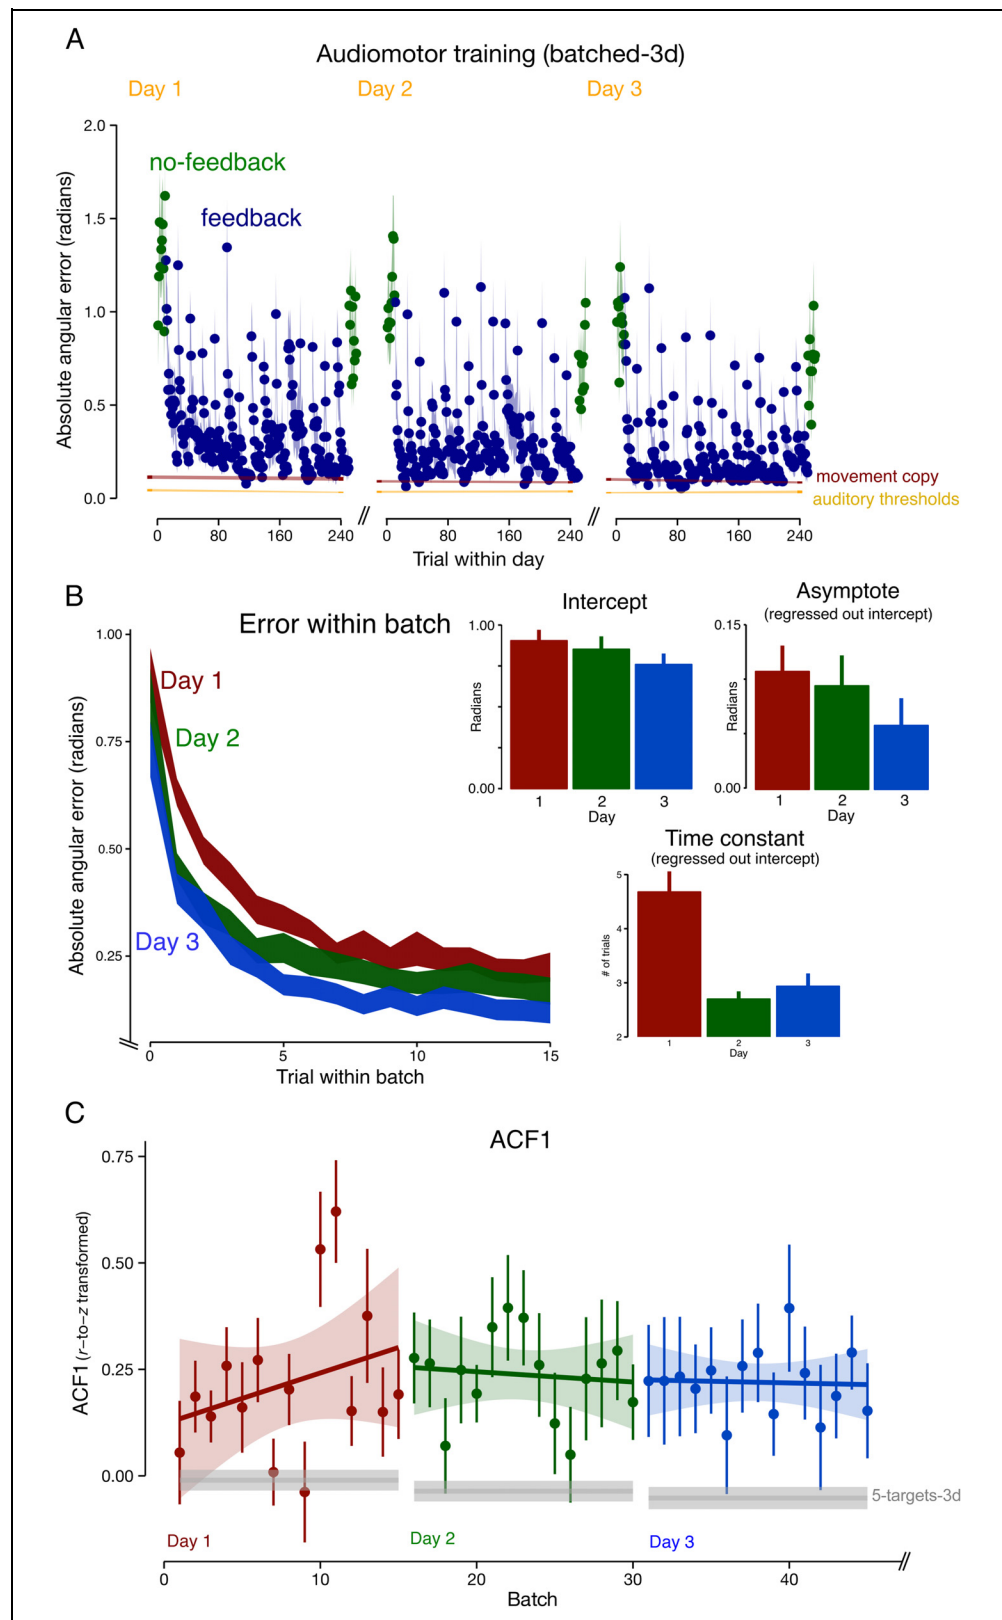 A
Audiomotor training (batched-3d)
Day 1 Day 2 Day 3
Absolute angular error (radians)
2.0
1.5
1.0
0.5
0.0
no-feedback
feedback
movement copy
auditory thresholds
0 80 160 240 0 80 160 240 0 80 160 240
Trial within day
B
Error within batch
Absolute angular error (radians)
1.00
0.75
0.50
0.25
Day 1
Day 2
Day 3
0 5 10 15
Trial within batch
Intercept
Radians
1.00
0.00
1 2 3
Day
Asymptote
(regressed out intercept)
Radians
0.15
0.00
1 2 3
Day
Time constant
(regressed out intercept)
# of trials
5
4
3
2
1 2 3
Day
C
ACF1
ACF1 (r−to−z transformed)
0.75
0.50
0.25
0.00
5-targets-3d
Day 1 Day 2 Day 3
0 10 20 30 40
Batch